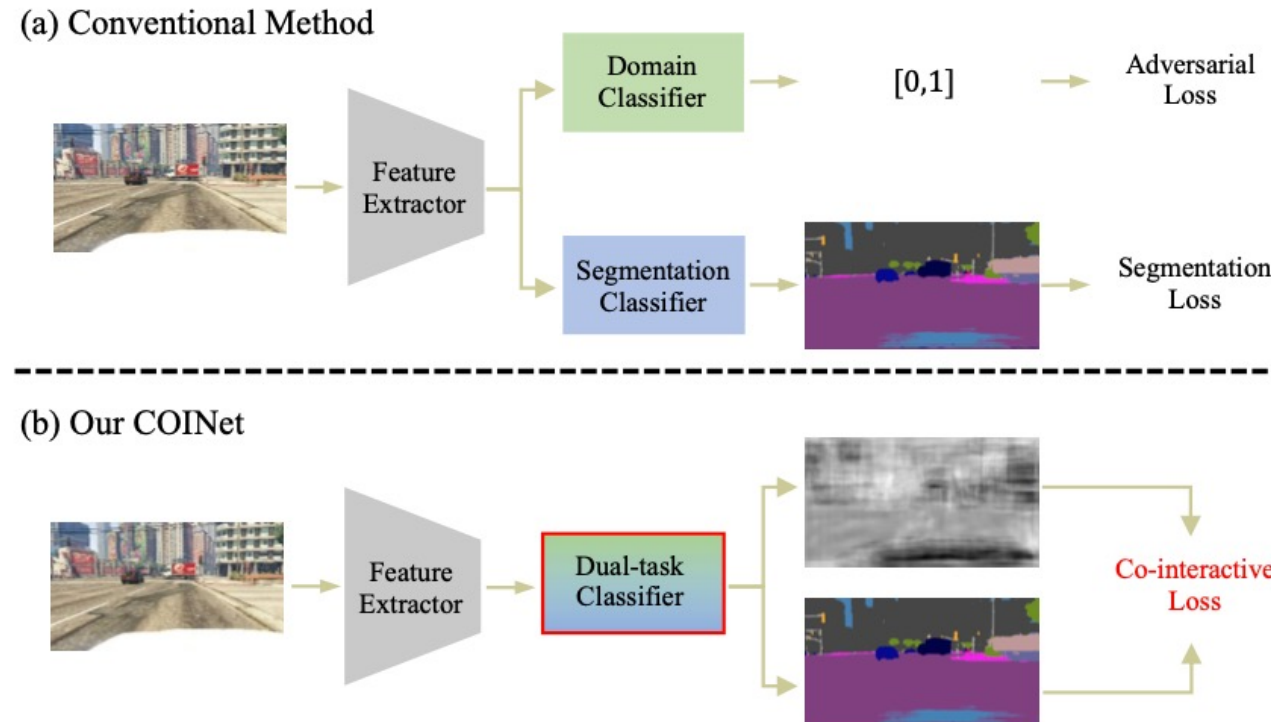 (a) Conventional Method
Domain
Classifier
[0,1]
Adversarial
Loss
Feature
Extractor
Segmentation
Classifier
Segmentation
Loss
(b) Our COINet
Feature
Extractor
Dual-task
Classifier
Co-interactive
Loss